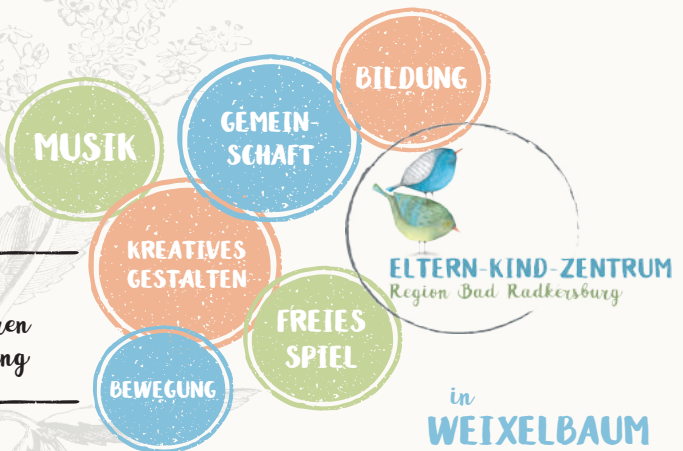 BILDUNG
GEMEIN-
SCHAFT
MUSIK
KREATIVES
GESTALTEN
ELTERN-KIND-ZENTRUM
Region Bad Radkersburg
FREIES
SPIEL
BEWEGUNG
in
WEIXELBAUM